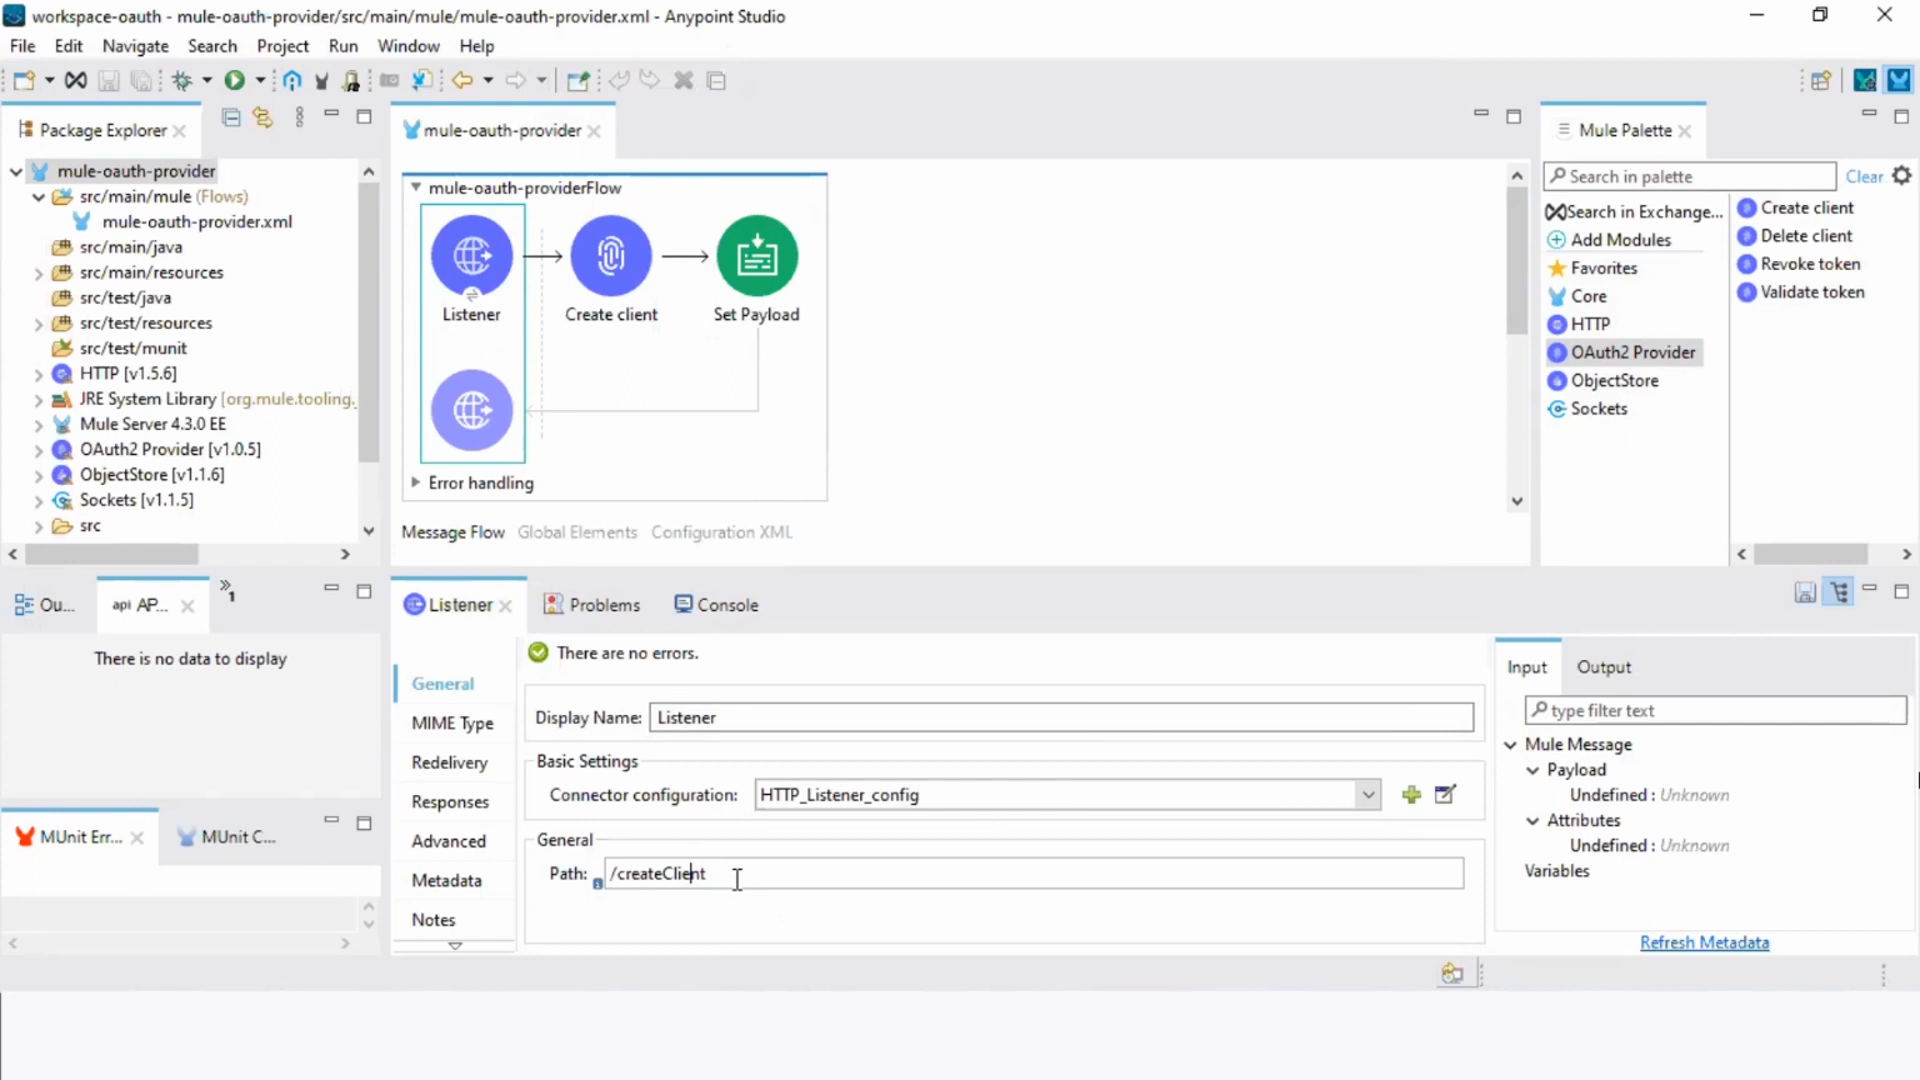 workspace-oauth - mule-oauth-provider/src/main/mule/mule-oauth-provider.xml - Anypoint Studio
File Edit Navigate Search Project Run Window Help
Package Explorer
mule-oauth-provider
src/main/mule (Flows)
mule-oauth-provider.xml
src/main/java
src/main/resources
src/test/java
src/test/resources
src/test/munit
HTTP [v1.5.6]
JRE System Library [org.mule.tooling.
Mule Server 4.3.0 EE
OAuth2 Provider [v1.0.5]
ObjectStore [v1.1.6]
Sockets [v1.1.5]
src
mule-oauth-provider
mule-oauth-providerFlow
Listener Create client Set Payload
Error handling
Message Flow Global Elements Configuration XML
Mule Palette
Search in palette Clear
Search in Exchange...
Add Modules
Favorites
Core
HTTP
OAuth2 Provider
ObjectStore
Sockets
Create client
Delete client
Revoke token
Validate token
Ou... api AP... »1
There is no data to display
MUnit Err... MUnit C...
Listener Problems Console
There are no errors.
General
MIME Type
Redelivery
Responses
Advanced
Metadata
Notes
Display Name: Listener
Basic Settings
Connector configuration: HTTP_Listener_config
General
Path: /createClient
Input Output
type filter text
Mule Message
Payload
Undefined : Unknown
Attributes
Undefined : Unknown
Variables
Refresh Metadata